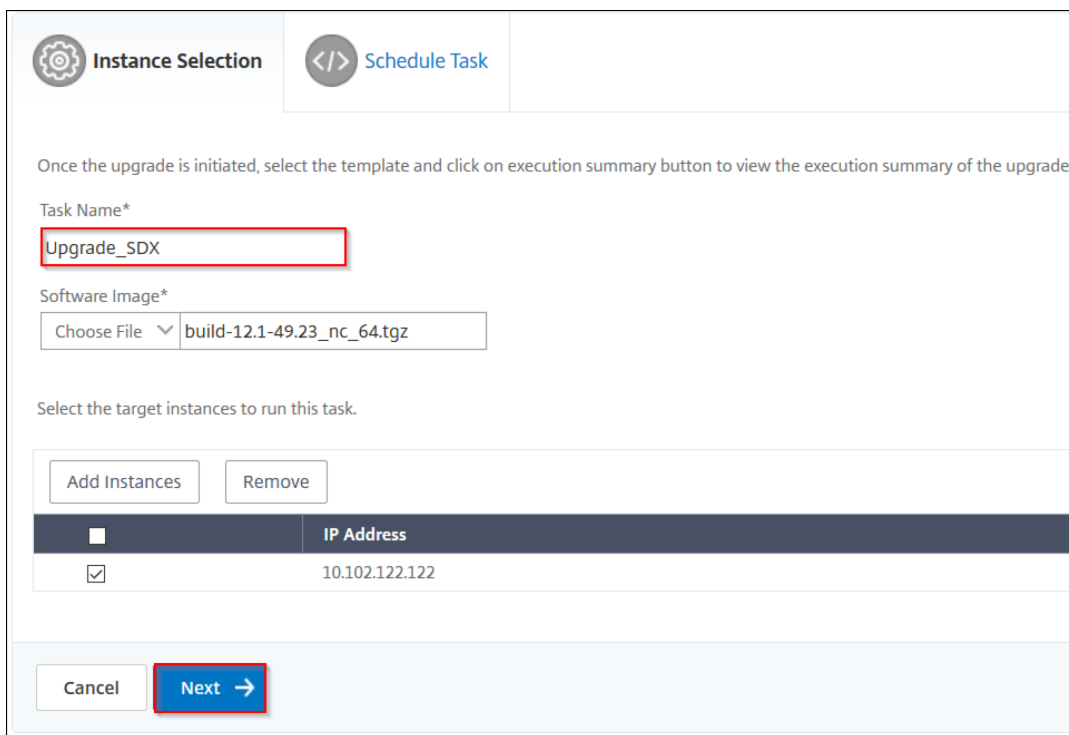 Instance Selection
</> Schedule Task
Once the upgrade is initiated, select the template and click on execution summary button to view the execution summary of the upgrade
Task Name*
Upgrade_SDX
Software Image*
Choose File build-12.1-49.23_nc_64.tgz
Select the target instances to run this task.
Add Instances Remove
IP Address
10.102.122.122
Cancel Next →